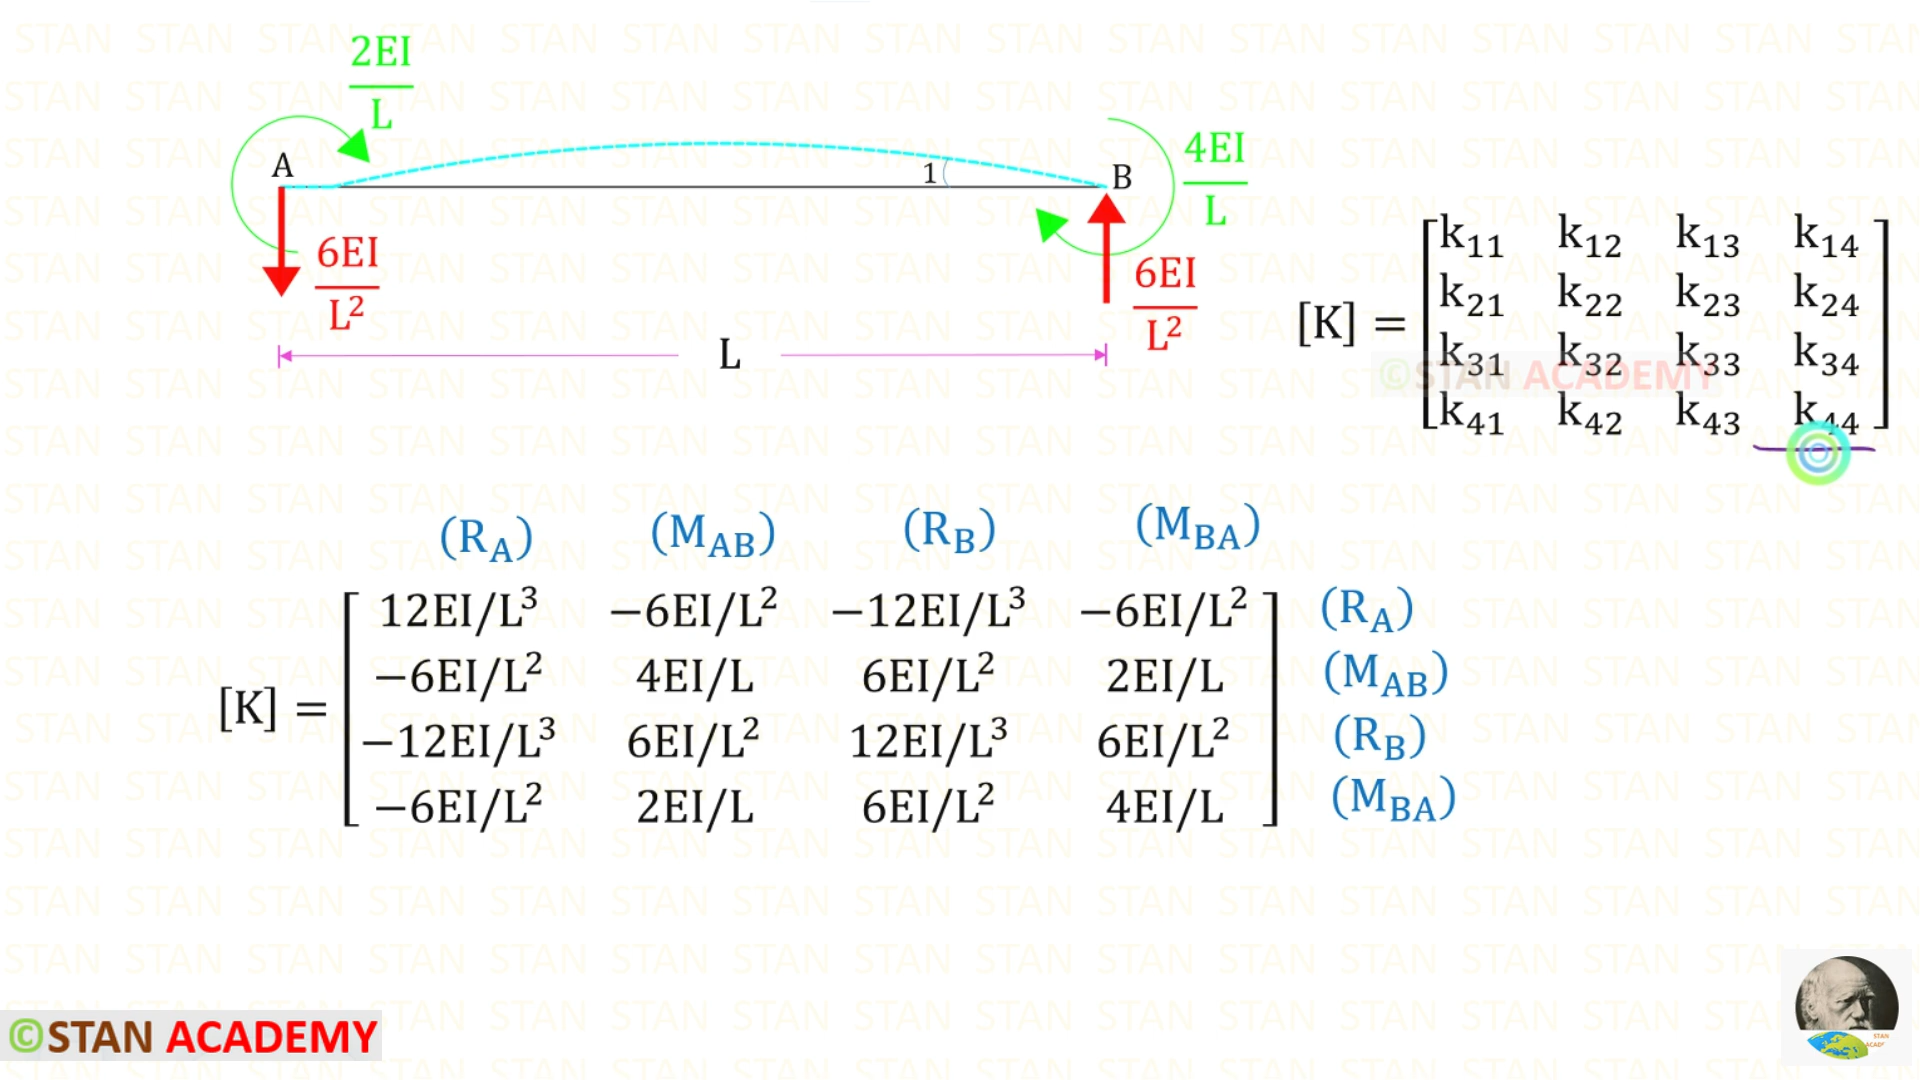 2EI
L
A
1
B
4EI
L
6EI
L²
6EI
L²
L
[K] =
k₁₁ k₁₂ k₁₃ k₁₄
k₂₁ k₂₂ k₂₃ k₂₄
k₃₁ k₃₂ k₃₃ k₃₄
k₄₁ k₄₂ k₄₃ k₄₄
©STAN ACADEMY
(R_A) (M_AB) (R_B) (M_BA)
[K] =
12EI/L³ −6EI/L² −12EI/L³ −6EI/L² (R_A)
−6EI/L² 4EI/L 6EI/L² 2EI/L (M_AB)
−12EI/L³ 6EI/L² 12EI/L³ 6EI/L² (R_B)
−6EI/L² 2EI/L 6EI/L² 4EI/L (M_BA)
©STAN ACADEMY
STAN